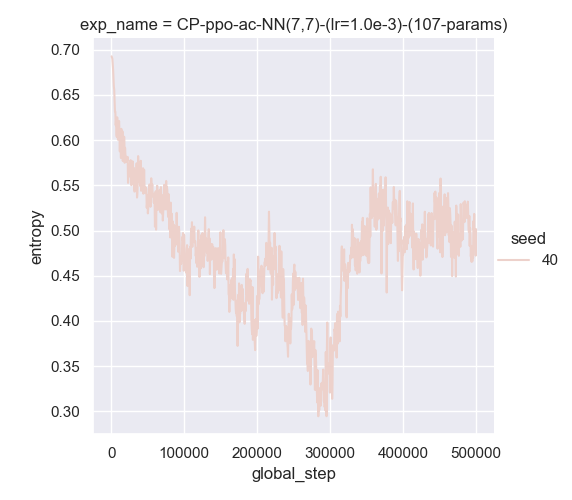 exp_name = CP-ppo-ac-NN(7,7)-(lr=1.0e-3)-(107-params)
0.70
0.65
0.60
0.55
0.50
0.45
0.40
0.35
0.30
entropy
0 100000 200000 300000 400000 500000
global_step
seed
40